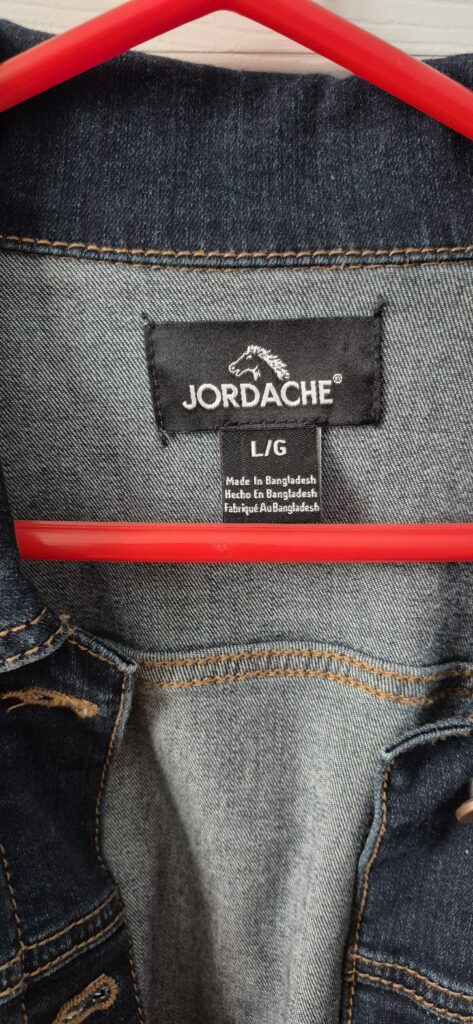 JORDACHE®
L/G
Made In Bangladesh
Hecho En Bangladesh
Fabriqué Au Bangladesh